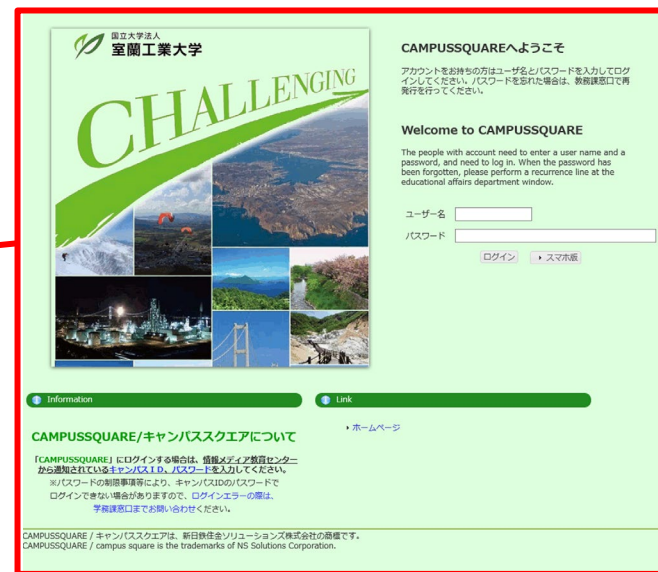 国立大学法人
室蘭工業大学
CHALLENGING
CAMPUSSQUAREへようこそ
アカウントをお持ちの方はユーザ名とパスワードを入力してログ
インしてください。パスワードを忘れた場合は、教務課窓口で再
発行を行ってください。
Welcome to CAMPUSSQUARE
The people with account need to enter a user name and a
password, and need to log in. When the password has
been forgotten, please perform a recurrence line at the
educational affairs department window.
ユーザー名
パスワード
ログイン
スマホ版
Information
Link
CAMPUSSQUARE/キャンパススクエアについて
「CAMPUSSQUARE」にログインする場合は、情報メディア教育センター
から通知されているキャンパスＩＤ、パスワードを入力してください。
※パスワードの制限事項等により、キャンパスIDのパスワードで
ログインできない場合がありますので、ログインエラーの際は、
学務課窓口までお問い合わせください。
ホームページ
CAMPUSSQUARE / キャンパススクエアは、新日鉄住金ソリューションズ株式会社の商標です。
CAMPUSSQUARE / campus square is the trademarks of NS Solutions Corporation.